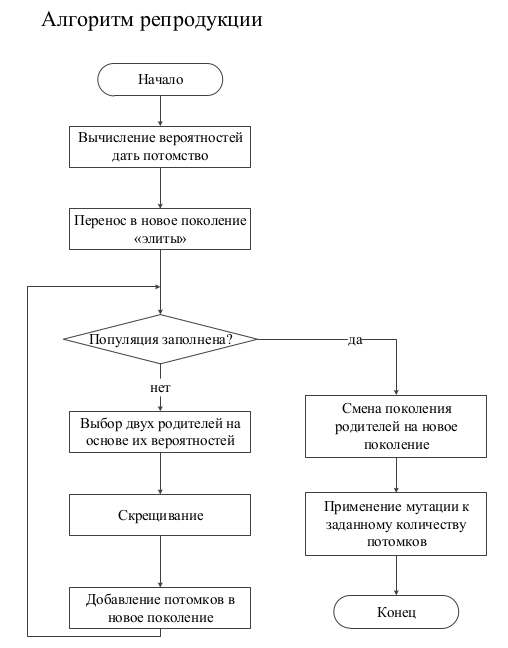 Алгоритм репродукции
Начало
Вычисление вероятностей
дать потомство
Перенос в новое поколение
«элиты»
Популяция заполнена?
да
нет
Выбор двух родителей на
основе их вероятностей
Скрещивание
Добавление потомков в
новое поколение
Смена поколения
родителей на новое
поколение
Применение мутации к
заданному количеству
потомков
Конец